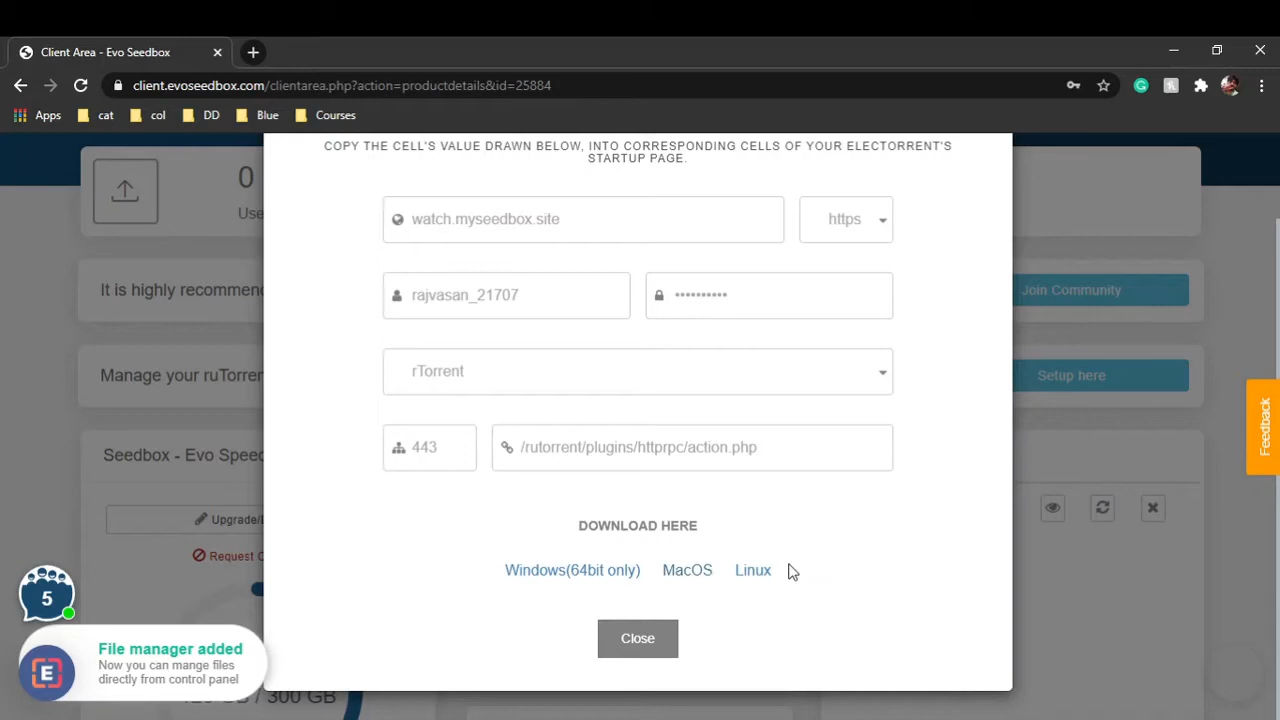 Client Area - Evo Seedbox
client.evoseedbox.com/clientarea.php?action=productdetails&id=25884
Apps cat col DD Blue Courses
COPY THE CELL'S VALUE DRAWN BELOW, INTO CORRESPONDING CELLS OF YOUR ELECTORRENT'S
STARTUP PAGE.
0
Use
watch.myseedbox.site https
It is highly recommen
Join Community
rajvasan_21707 ••••••••••
Manage your ruTorren
rTorrent
Setup here
Feedback
443 /rutorrent/plugins/httprpc/action.php
Seedbox - Evo Spee
Upgrade/
Request C
DOWNLOAD HERE
Windows(64bit only) MacOS Linux
5
Close
File manager added
Now you can mange files
directly from control panel
E
/ 300 GB